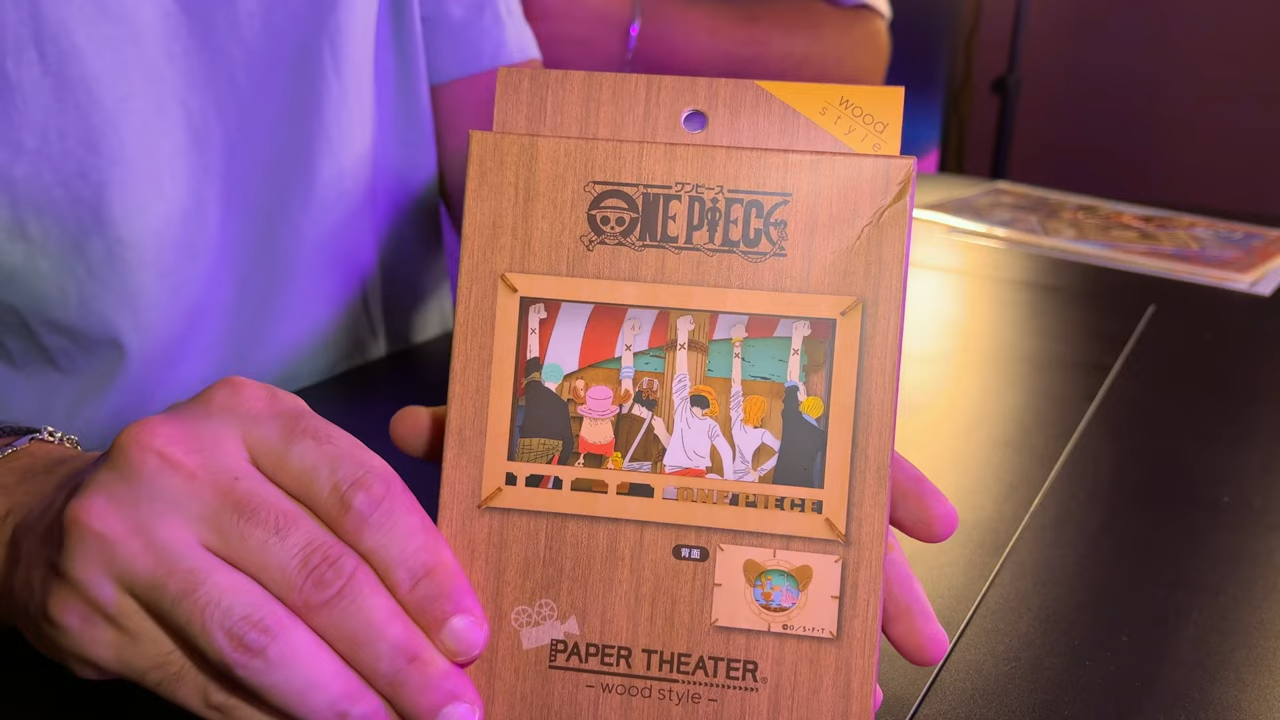 wood
style
ワンピース
ONE PIECE
ONE PIECE
背面
©O/S・F・T
PAPER THEATER®
– wood style –